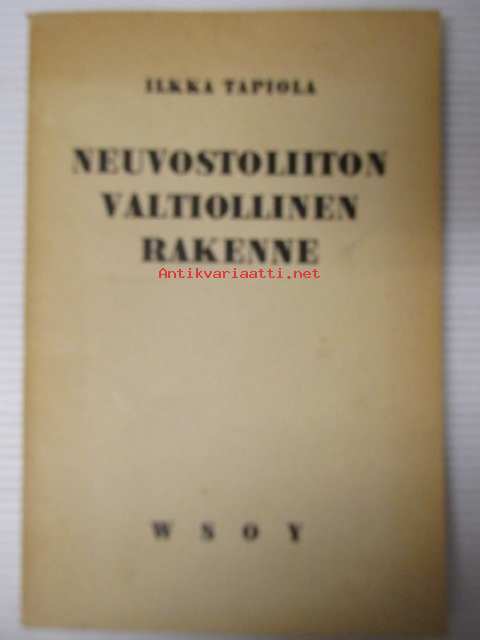 ILKKA TAPIOLA
NEUVOSTOLIITON
VALTIOLLINEN
RAKENNE
Antikvariaatti.net
W S O Y